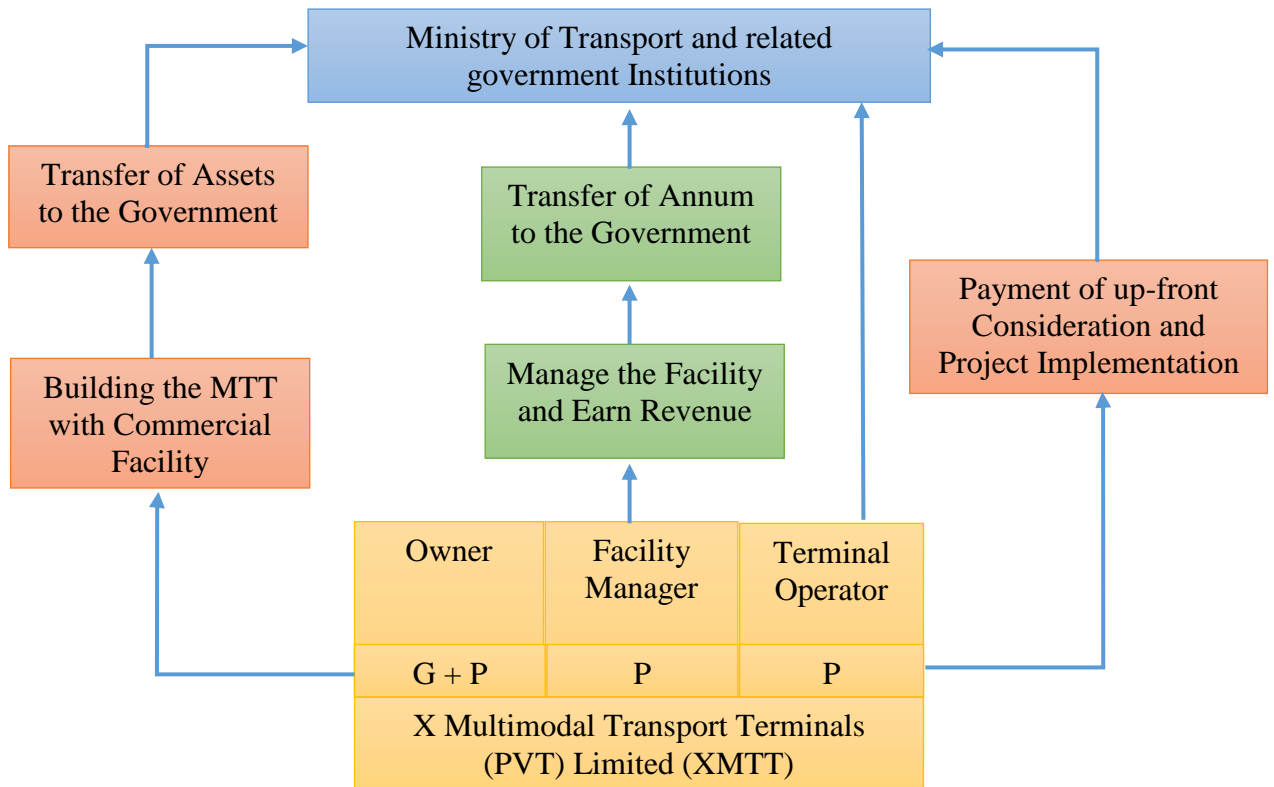 Ministry of Transport and related
government Institutions
Transfer of Assets
to the Government
Transfer of Annum
to the Government
Payment of up-front
Consideration and
Project Implementation
Building the MTT
with Commercial
Facility
Manage the Facility
and Earn Revenue
Owner
Facility
Manager
Terminal
Operator
G + P
P
P
X Multimodal Transport Terminals
(PVT) Limited (XMTT)